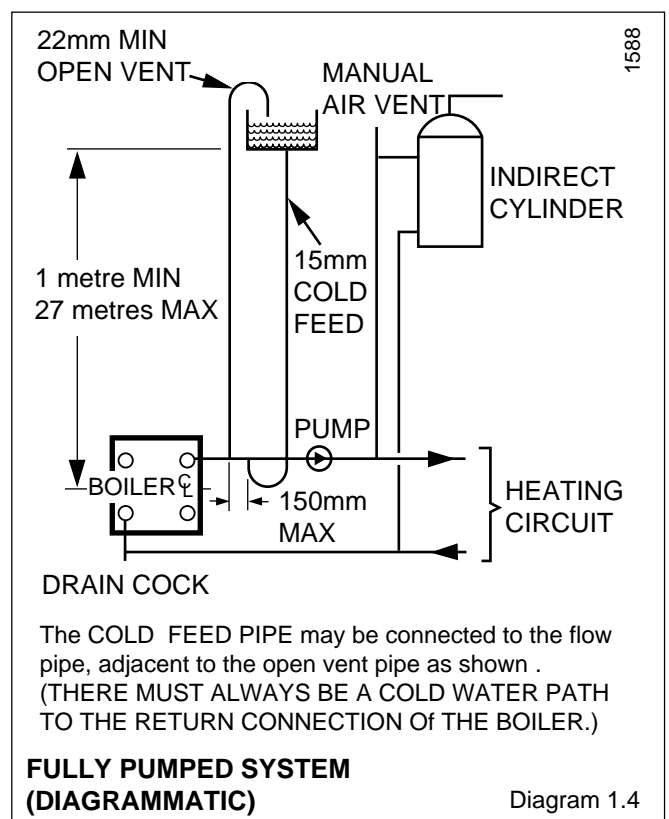 22mm MIN
OPEN VENT
1588
MANUAL
AIR VENT
INDIRECT
CYLINDER
15mm
COLD
FEED
1 metre MIN
27 metres MAX
PUMP
BOILER ℄
150mm
MAX
HEATING
CIRCUIT
DRAIN COCK
The COLD FEED PIPE may be connected to the flow
pipe, adjacent to the open vent pipe as shown .
(THERE MUST ALWAYS BE A COLD WATER PATH
TO THE RETURN CONNECTION Of THE BOILER.)
FULLY PUMPED SYSTEM
(DIAGRAMMATIC)
Diagram 1.4